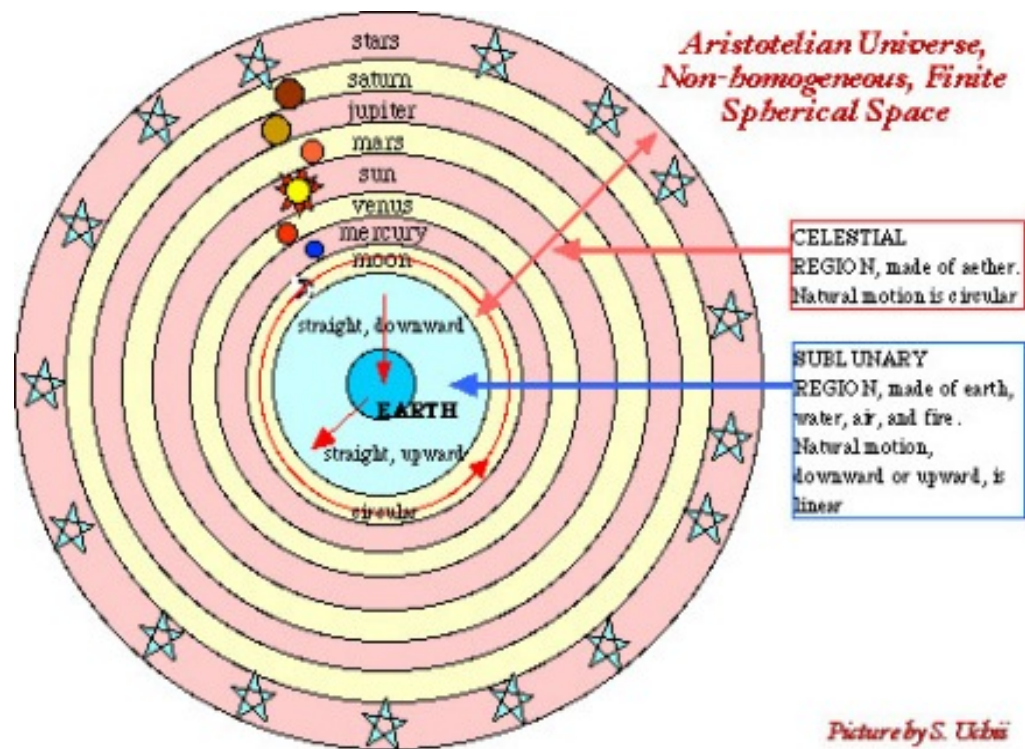 Aristotelian Universe,
Non-homogeneous, Finite
Spherical Space
stars
saturn
jupiter
mars
sun
venus
mercury
moon
straight, downward
EARTH
straight, upward
circular
CELESTIAL
REGION, made of aether.
Natural motion is circular
SUBLUNARY
REGION, made of earth,
water, air, and fire.
Natural motion,
downward or upward, is
linear
Picture by S. Uchii